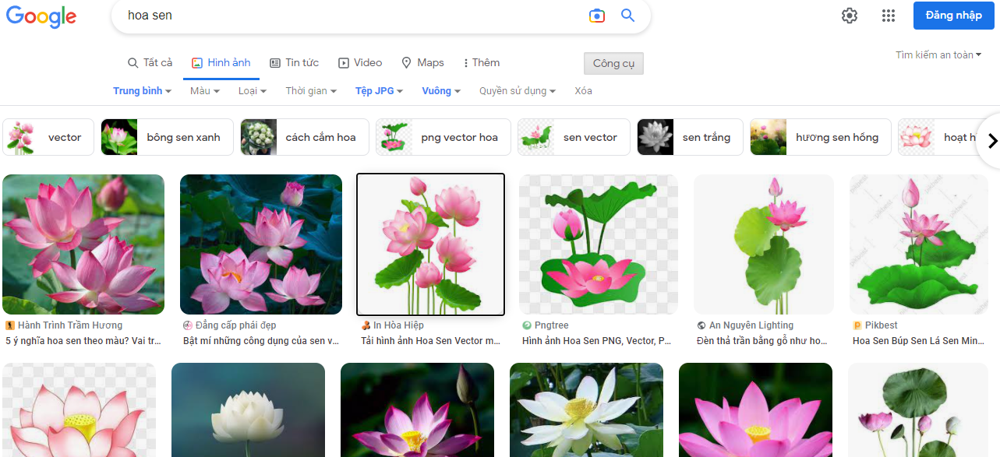 Google
hoa sen
Đăng nhập
Tất cả Hình ảnh Tin tức Video Maps Thêm Công cụ
Tìm kiếm an toàn
Trung bình Màu Loại Thời gian Tệp JPG Vuông Quyền sử dụng Xóa
vector bông sen xanh cách cắm hoa png vector hoa sen vector sen trắng hương sen hồng hoạt h
Hành Trình Trầm Hương Đẳng cấp phái đẹp In Hòa Hiệp Pngtree An Nguyên Lighting Pikbest
5 ý nghĩa hoa sen theo màu? Vai tr... Bật mí những công dụng của sen v... Tải hình ảnh Hoa Sen Vector m... Hình ảnh Hoa Sen PNG, Vector, P... Đèn thả trần bằng gỗ như ho... Hoa Sen Búp Sen Lá Sen Min...